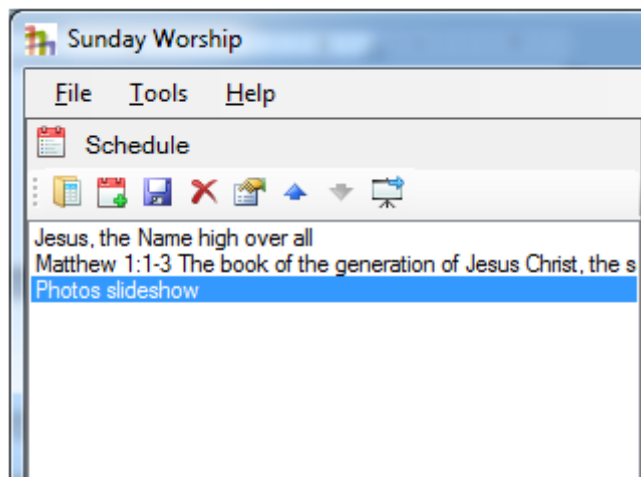 Sunday Worship
File Tools Help
Schedule
Jesus, the Name high over all
Matthew 1:1-3 The book of the generation of Jesus Christ, the s
Photos slideshow